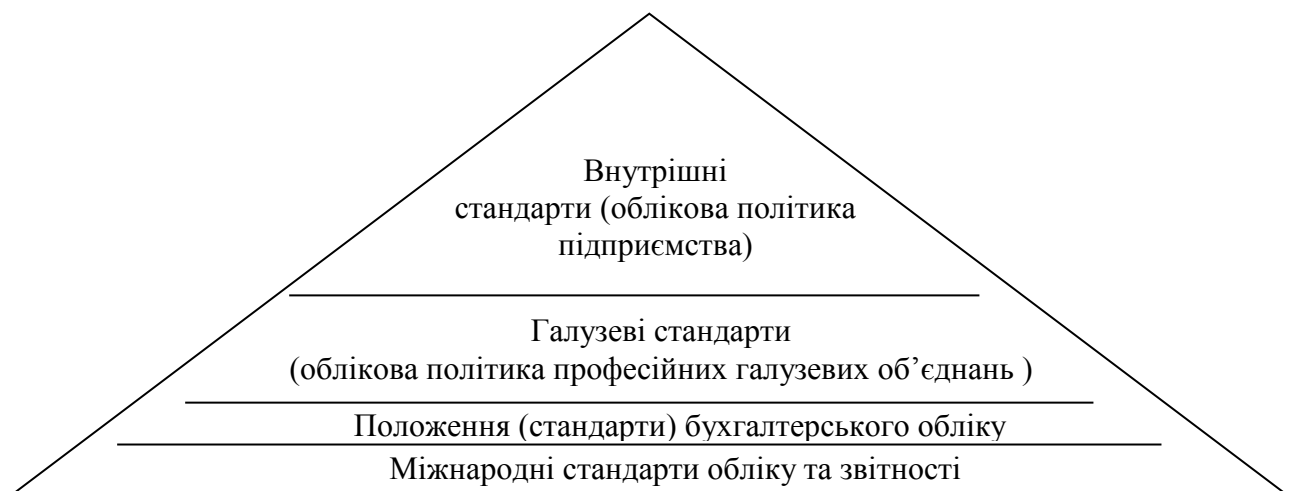 Внутрішні
стандарти (облікова політика
підприємства)
Галузеві стандарти
(облікова політика професійних галузевих об’єднань )
Положення (стандарти) бухгалтерського обліку
Міжнародні стандарти обліку та звітності